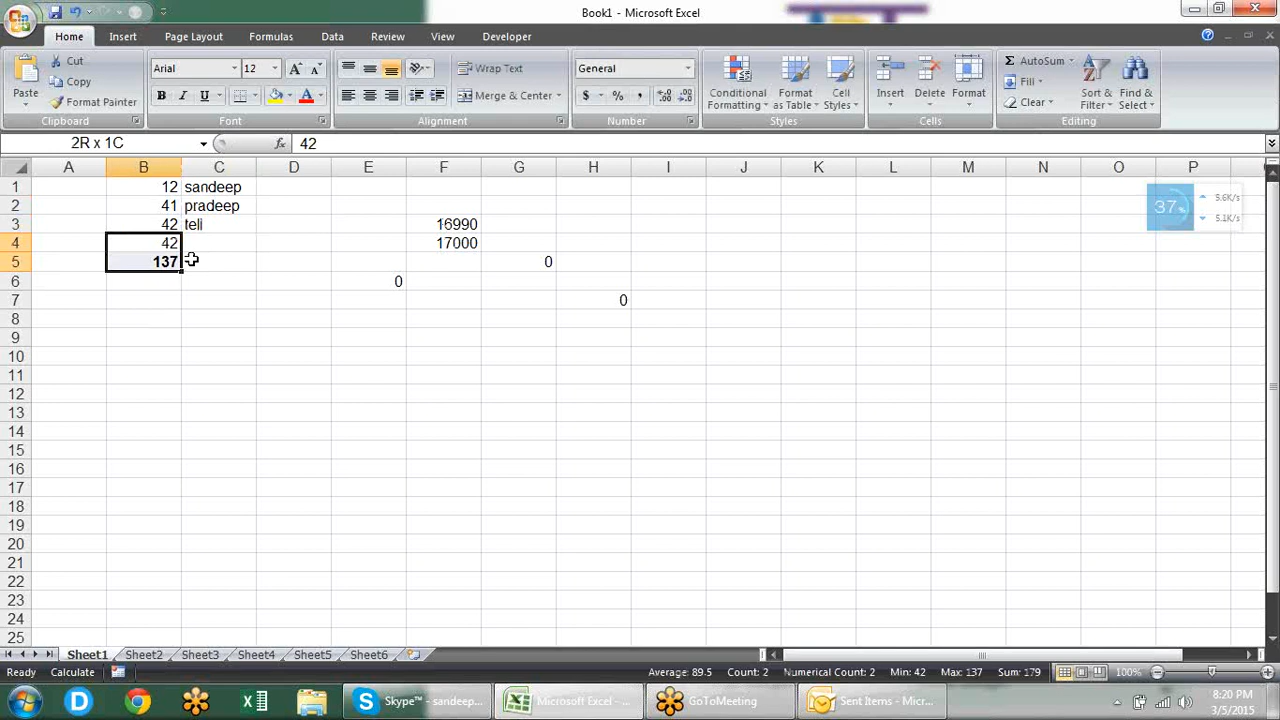 Book1 - Microsoft Excel
Home Insert Page Layout Formulas Data Review View Developer
Paste
Cut
Copy
Format Painter
Clipboard
Arial 12
B I U
Font
Wrap Text
Merge & Center
Alignment
General
$ % ,
Number
Conditional Formatting
Format as Table
Cell Styles
Styles
Insert
Delete
Format
Cells
Σ AutoSum
Fill
Clear
Sort & Filter
Find & Select
Editing
2R x 1C fx 42
A B C D E F G H I J K L M N O P
1 12 sandeep
2 41 pradeep
3 42 teli 16990
4 42 17000
5 137 0
6 0
7 0
8
9
10
11
12
13
14
15
16
17
18
19
20
21
22
23
24
25
37%
5.6K/s
5.1K/s
Sheet1 Sheet2 Sheet3 Sheet4 Sheet5 Sheet6
Ready Calculate Average: 89.5 Count: 2 Numerical Count: 2 Min: 42 Max: 137 Sum: 179 100%
Skype™ - sandeep... Microsoft Excel - ... GoToMeeting Sent Items - Micr...
8:20 PM
3/5/2015